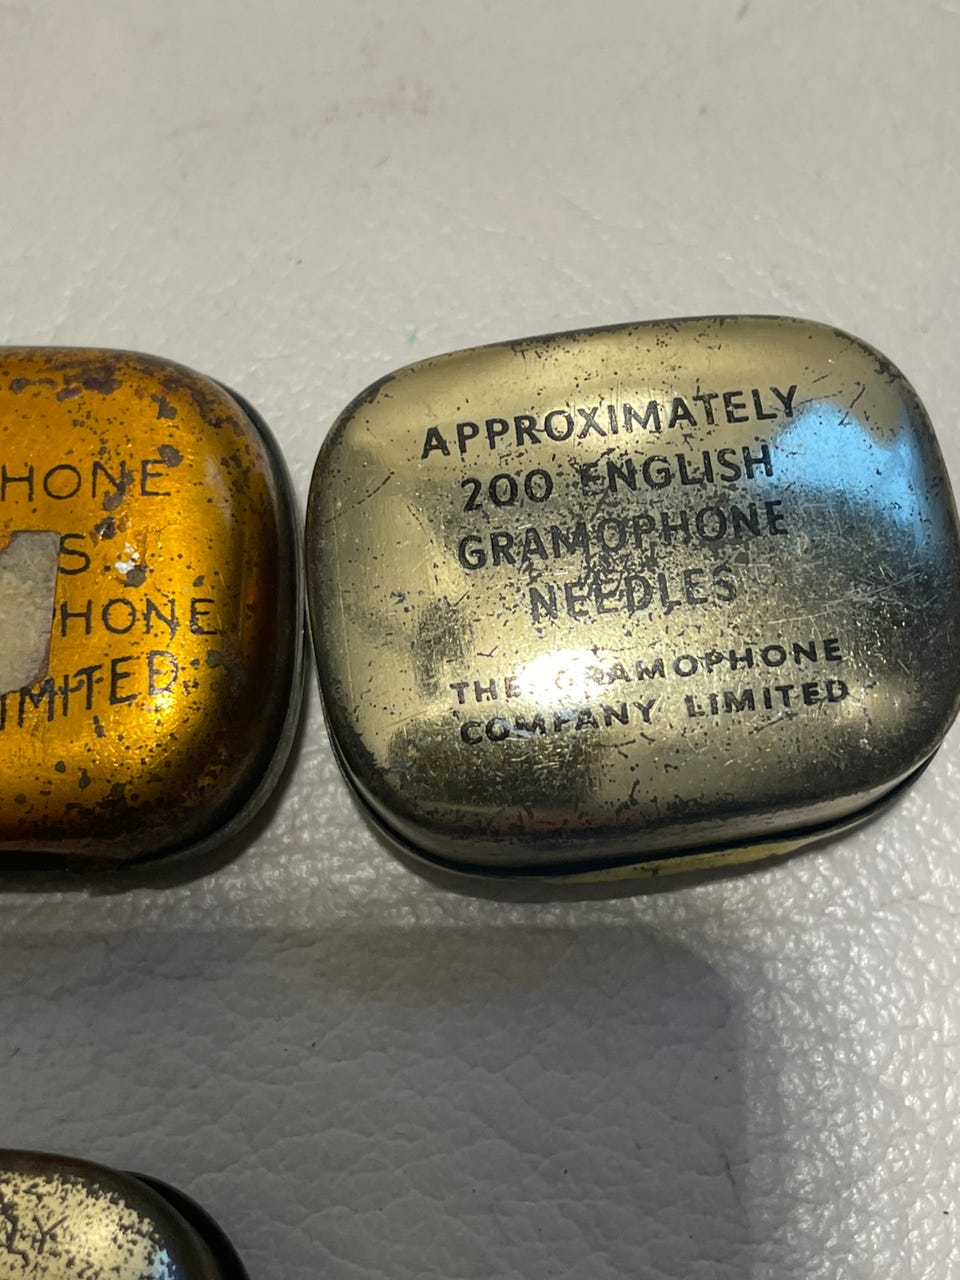 HONE
S.
HONE
IMITED.
APPROXIMATELY
200 ENGLISH
GRAMOPHONE
NEEDLES
THE GRAMOPHONE
COMPANY LIMITED